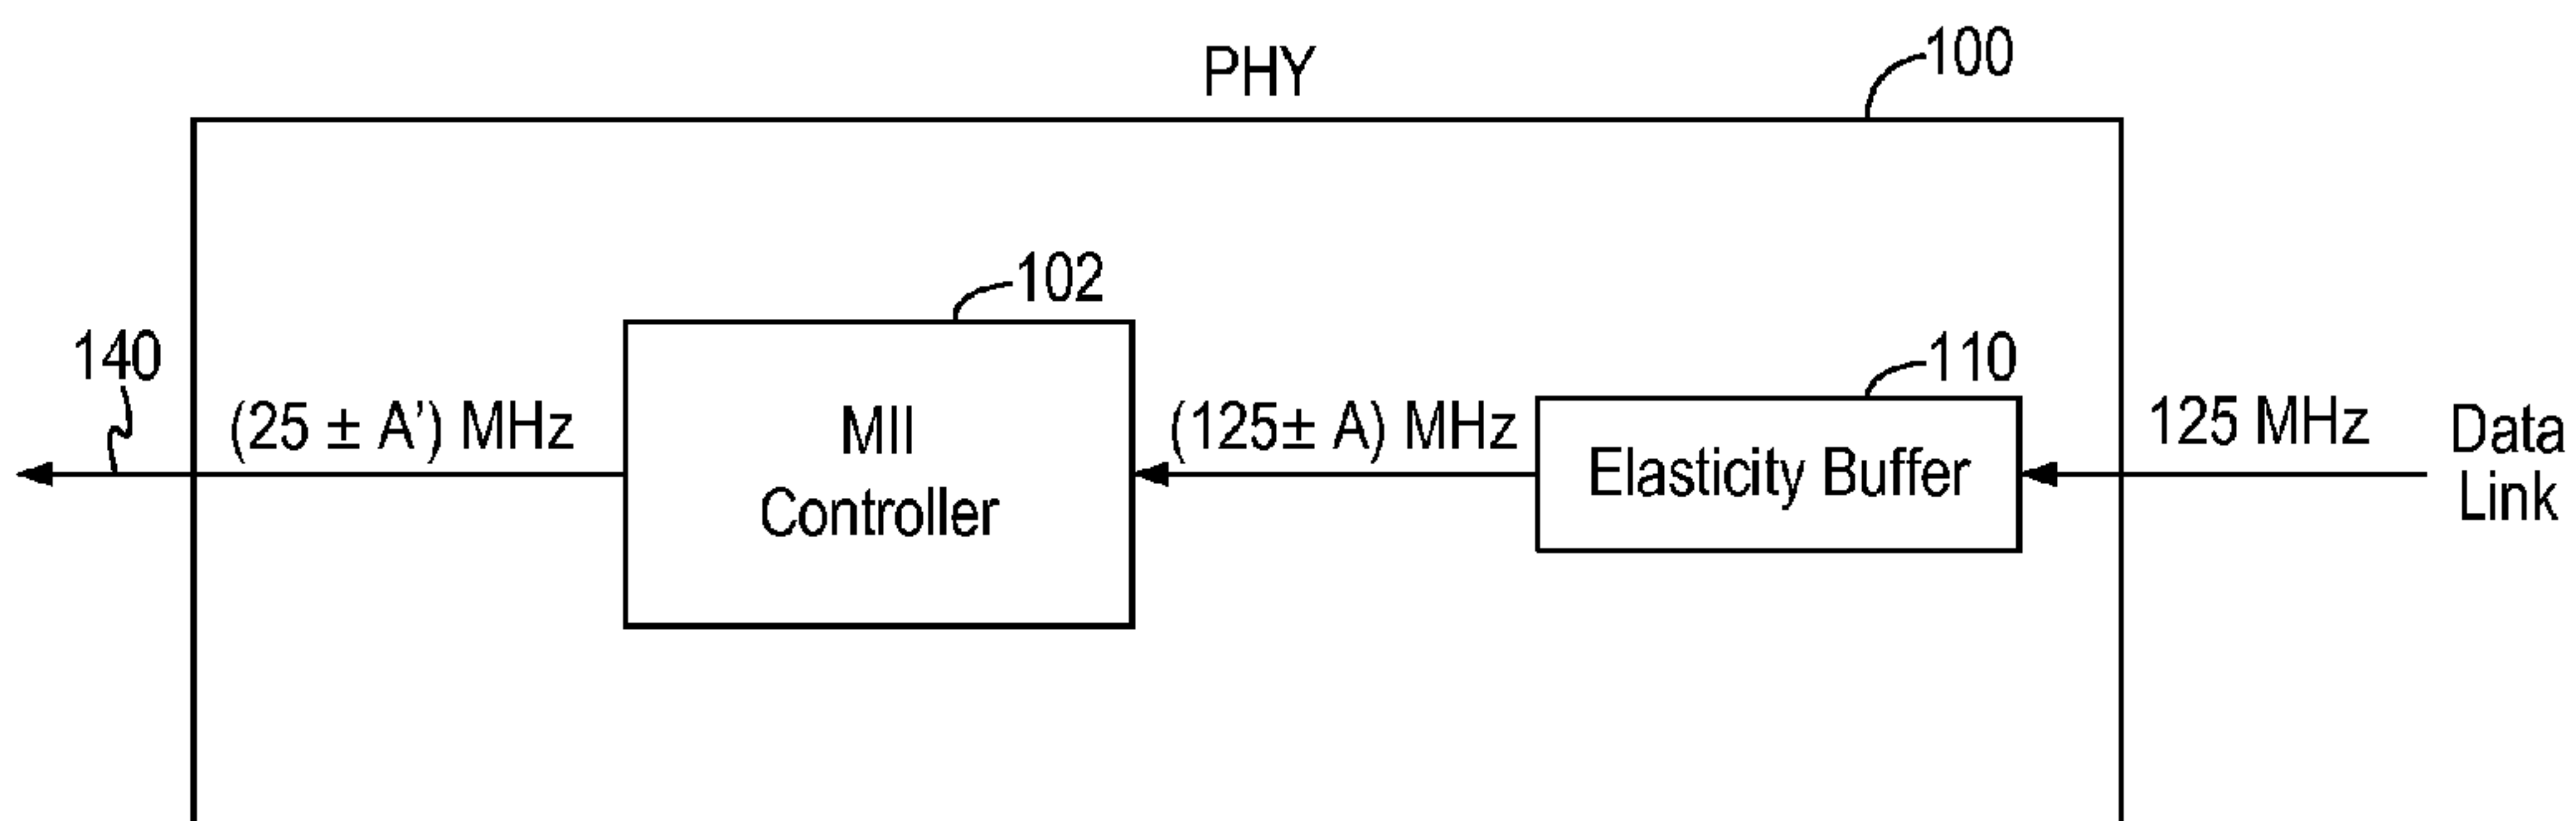 PHY
100
102
140
110
(25 ± A’) MHz
MII
Controller
(125± A) MHz
Elasticity Buffer
125 MHz
Data
Link